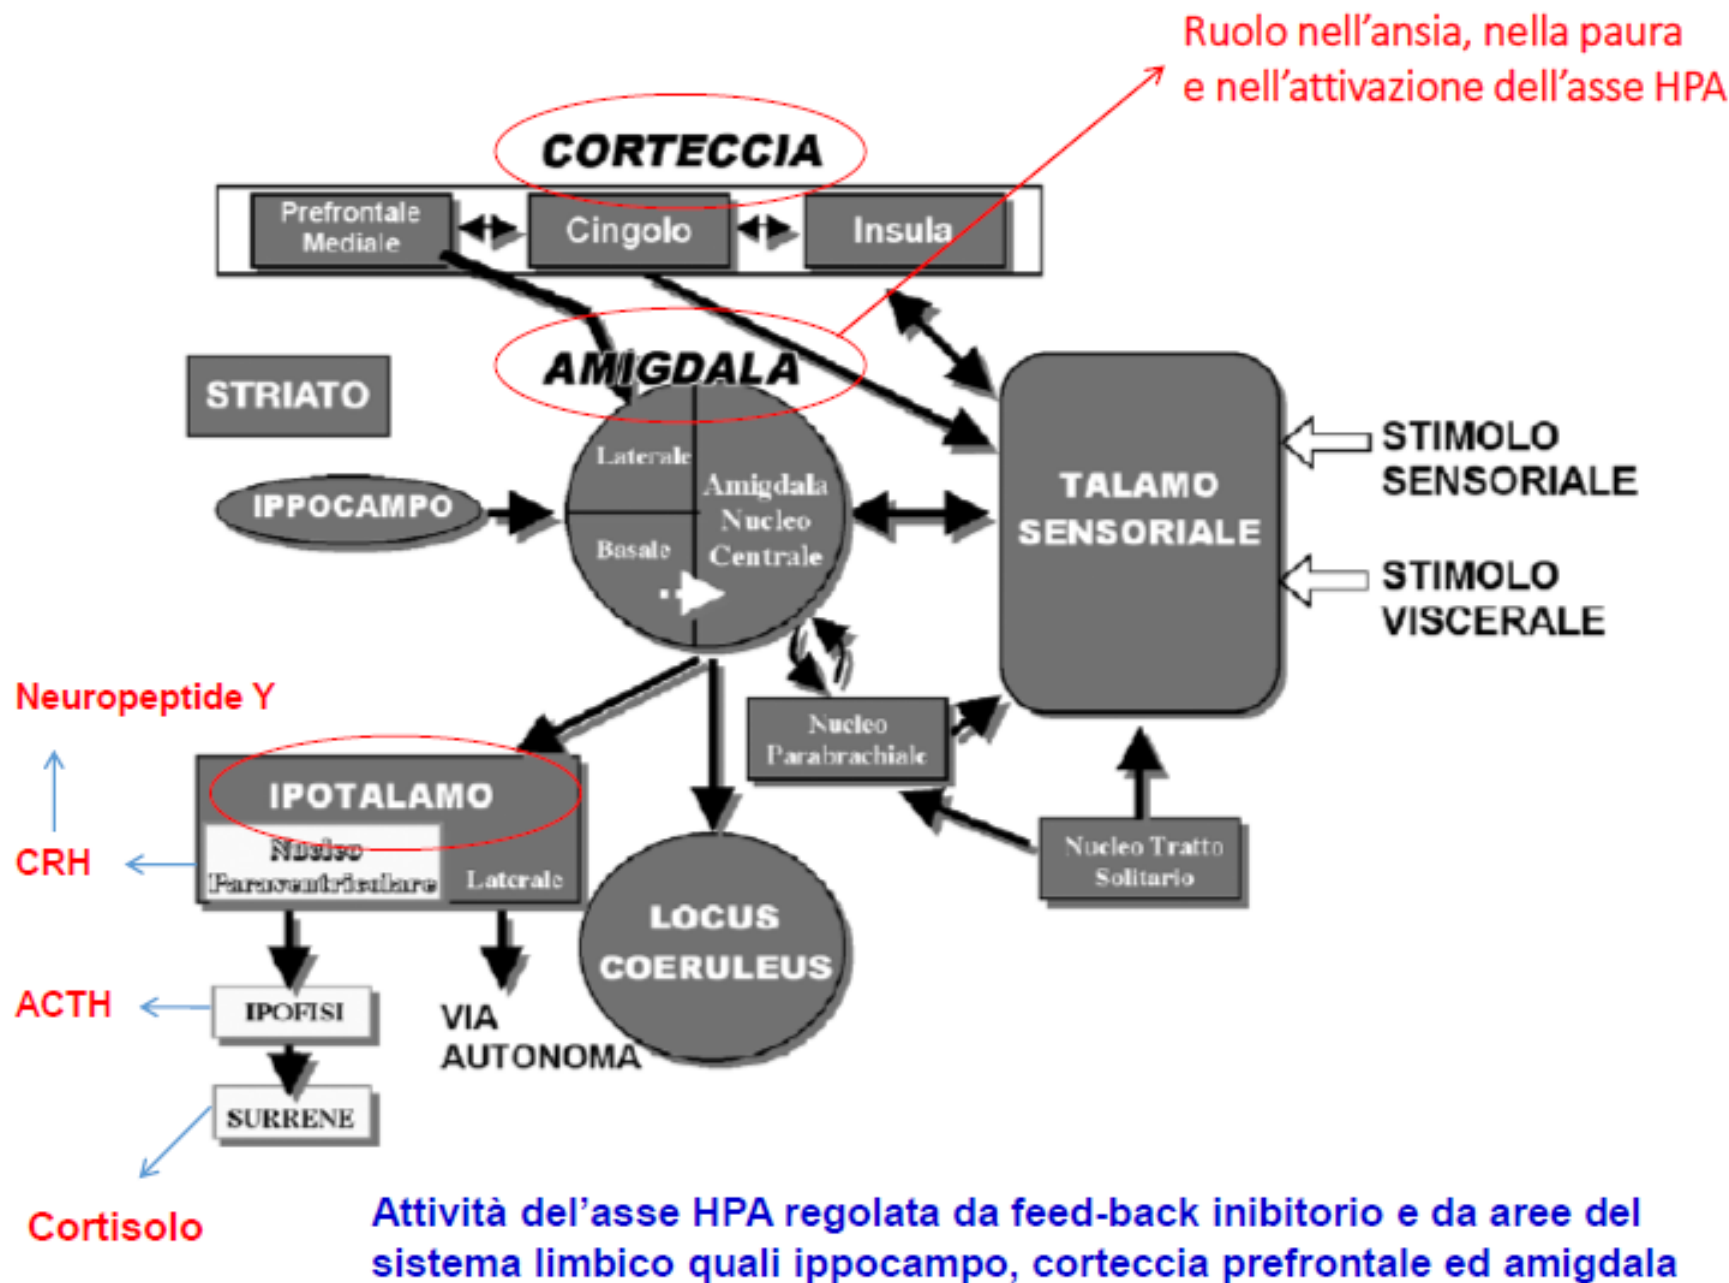 Ruolo nell'ansia, nella paura
e nell'attivazione dell'asse HPA
CORTECCIA
Prefrontale
Mediale
Cingolo
Insula
AMIGDALA
STRIATO
Laterale
Amigdala
Nucleo
Centrale
IPPOCAMPO
Basale
TALAMO
SENSORIALE
STIMOLO
SENSORIALE
STIMOLO
VISCERALE
Neuropeptide Y
Nucleo
Parabrachiale
IPOTALAMO
CRH
Nucleo
Paraventriculare
Laterale
Nucleo Tratto
Solitario
LOCUS
COERULEUS
ACTH
IPOFISI
VIA
AUTONOMA
SURRENE
Cortisolo
Attività del'asse HPA regolata da feed-back inibitorio e da aree del
sistema limbico quali ippocampo, corteccia prefrontale ed amigdala